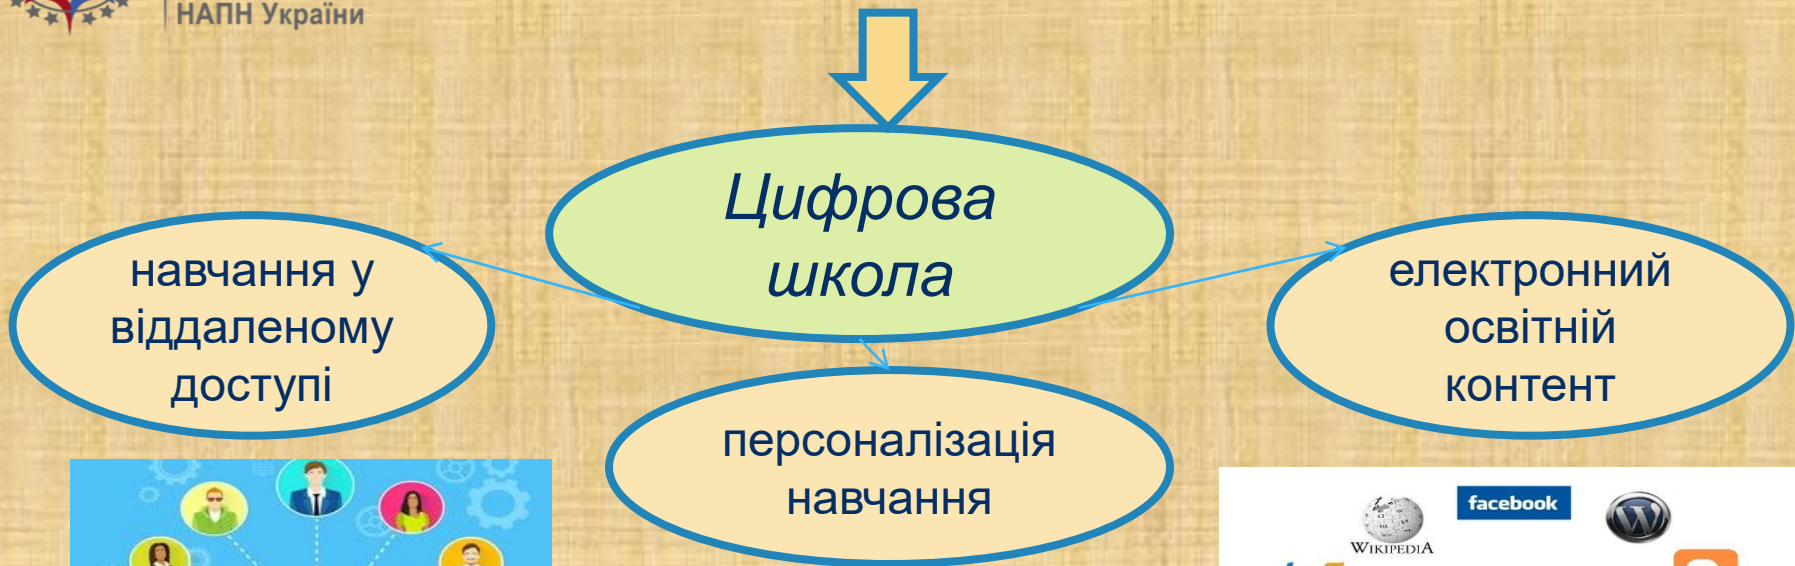 НАПН України
Цифрова
школа
навчання у
віддаленому
доступі
персоналізація
навчання
електронний
освітній
контент
facebook
WIKIPEDIA